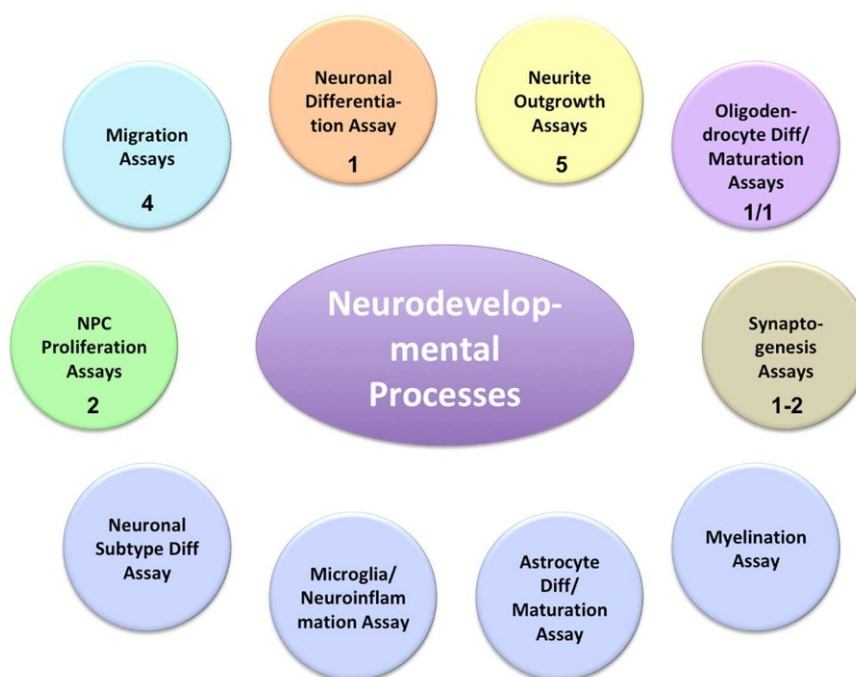 Migration
Assays
4
Neuronal
Differentia-
tion Assay
1
Neurite
Outgrowth
Assays
5
Oligoden-
drocyte Diff/
Maturation
Assays
1/1
NPC
Proliferation
Assays
2
Neurodevelop-
mental
Processes
Synapto-
genesis
Assays
1-2
Neuronal
Subtype Diff
Assay
Microglia/
Neuroinflam
mation Assay
Astrocyte
Diff/
Maturation
Assay
Myelination
Assay